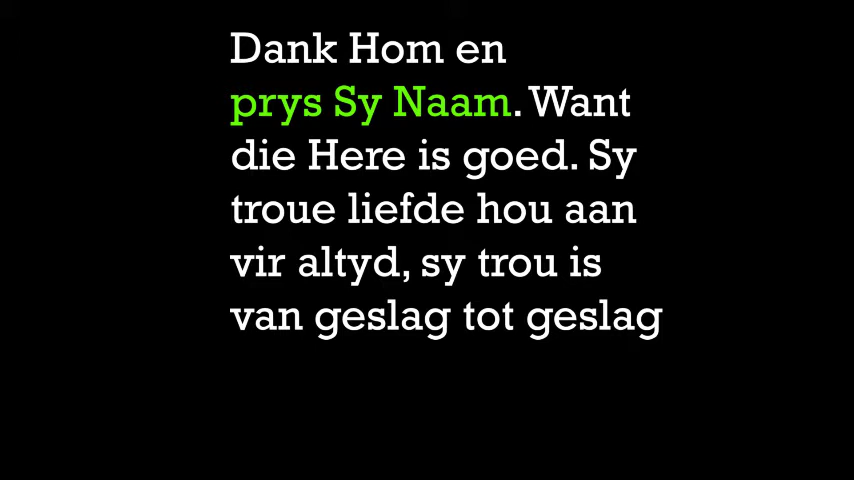 Dank Hom en
prys Sy Naam. Want
die Here is goed. Sy
troue liefde hou aan
vir altyd, sy trou is
van geslag tot geslag